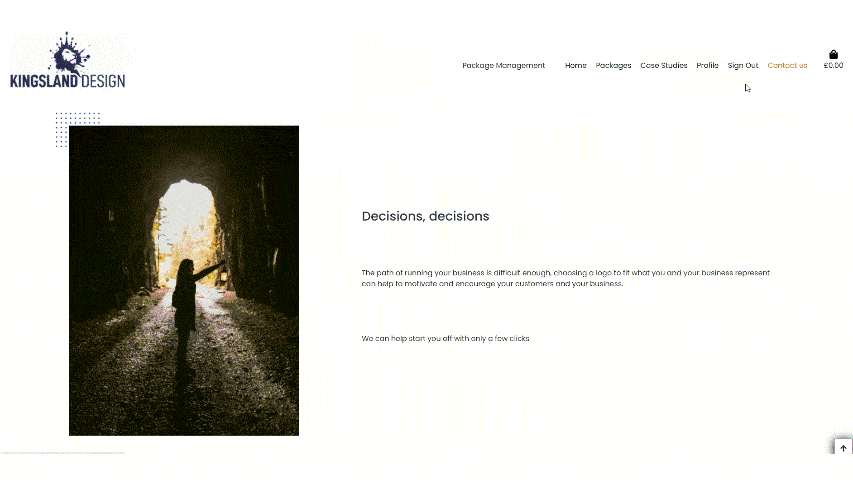 KINGSLAND DESIGN
Package Management Home Packages Case Studies Profile Sign Out Contact us £0.00
Decisions, decisions
The path of running your business is difficult enough, choosing a logo to fit what you and your business represent
can help to motivate and encourage your customers and your business.
We can help start you off with only a few clicks